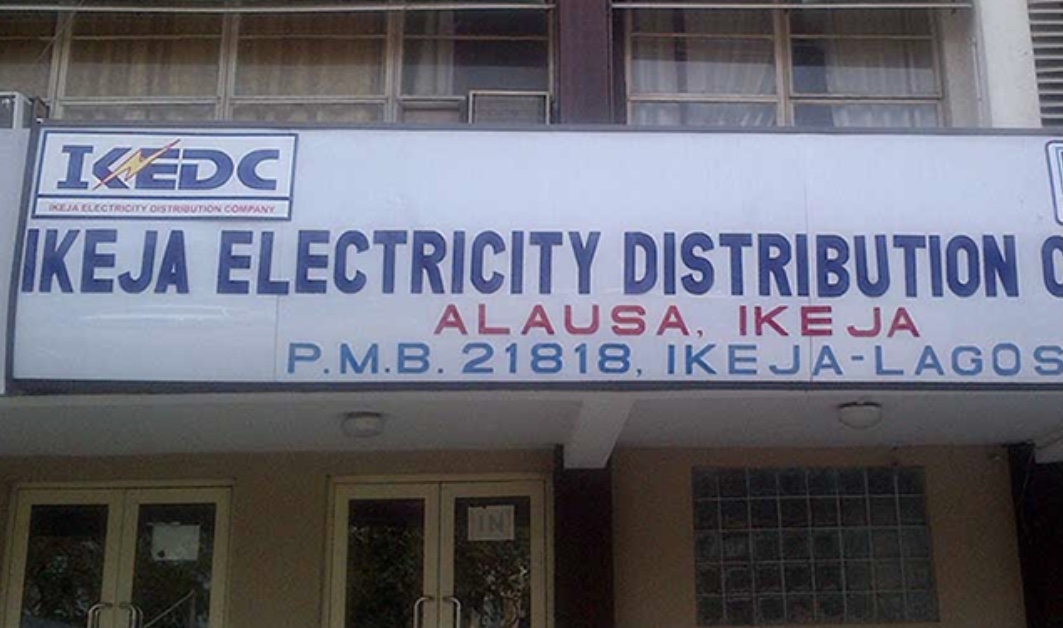 IKEDC
IKEJA ELECTRICITY DISTRIBUTION COMPANY
IKEJA ELECTRICITY DISTRIBUTION
ALAUSA, IKEJA
P.M.B. 21818, IKEJA-LAGOS
IN